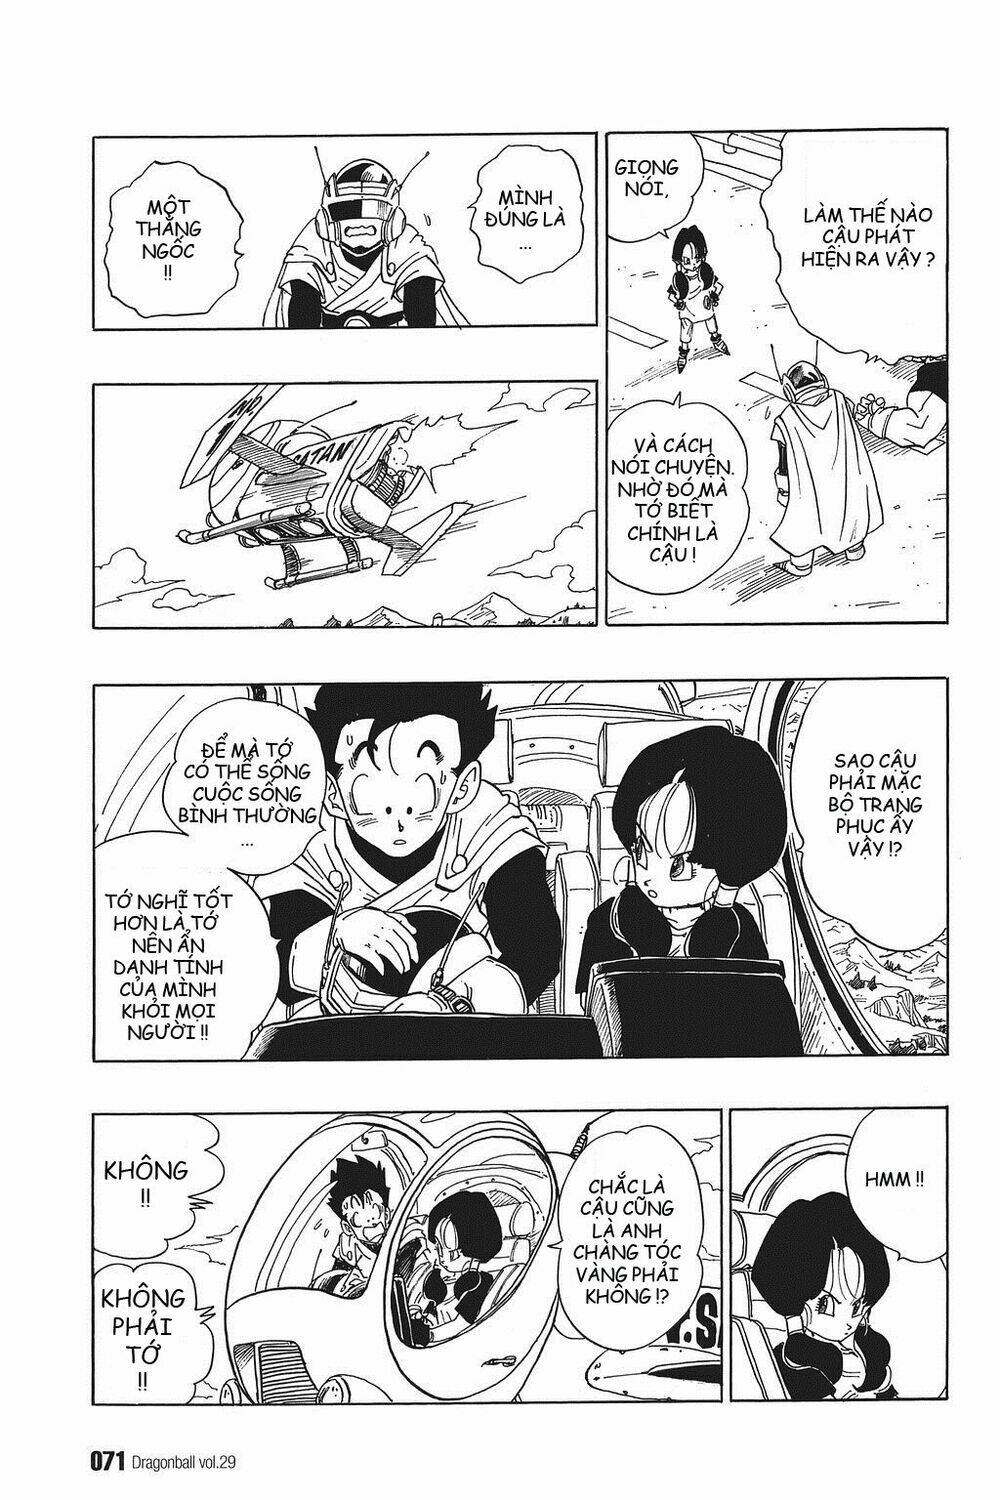 LÀM THẾ NÀO
CẬU PHÁT
HIỆN RA VẬY ?
GIỌNG
NÓI,
VÀ CÁCH
NÓI CHUYỆN.
NHỜ ĐÓ MÀ
TỚ BIẾT
CHÍNH LÀ
CẬU !
MÌNH
ĐÚNG LÀ
...
MỘT
THẰNG
NGỐC
!!
SATAN
SAO CẬU
PHẢI MẶC
BỘ TRANG
PHỤC ẤY
VẬY !?
ĐỂ MÀ TỚ
CÓ THỂ SỐNG
CUỘC SỐNG
BÌNH THƯỜNG
...
TỚ NGHĨ TỐT
HƠN LÀ TỚ
NÊN ẨN
DANH TÍNH
CỦA MÌNH
KHỎI MỌI
NGƯỜI !!
HMM !!
CHẮC LÀ
CẬU CŨNG
LÀ ANH
CHÀNG TÓC
VÀNG PHẢI
KHÔNG !?
KHÔNG
!!
KHÔNG
PHẢI
TỚ
!!
071 Dragonball vol.29